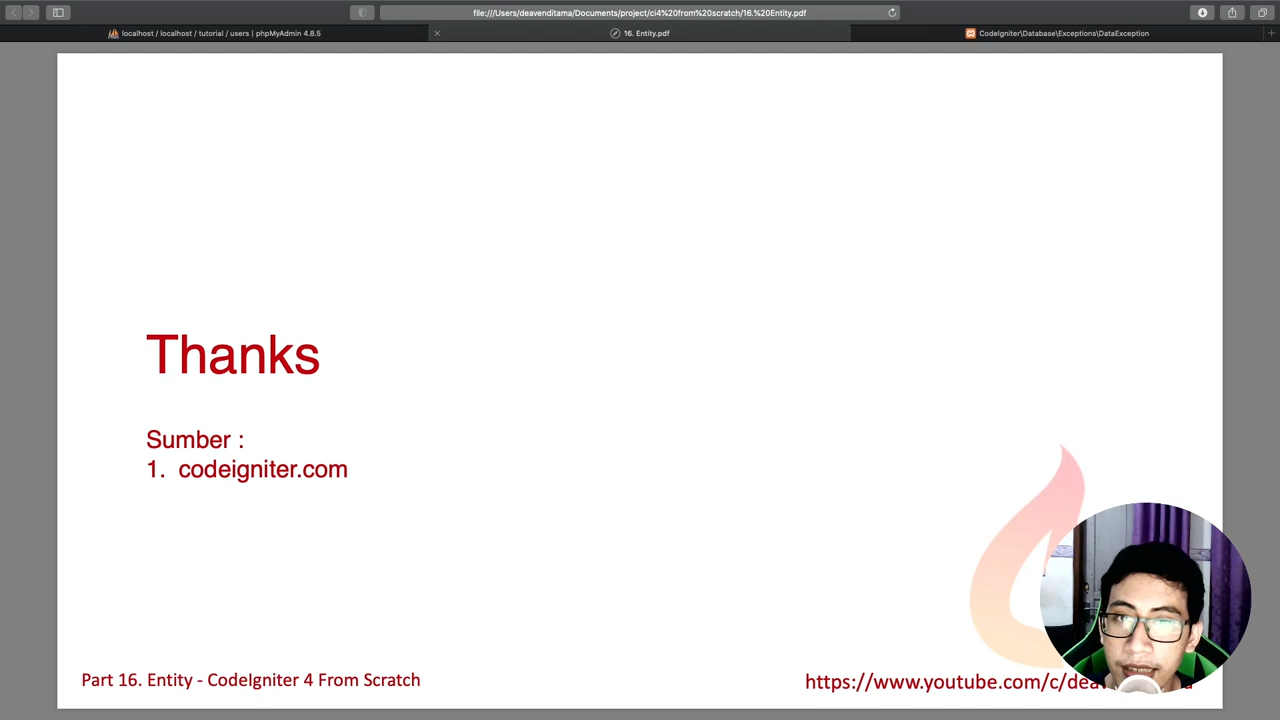 file:///Users/deavenditama/Documents/project/ci4%20from%20scratch/16.%20Entity.pdf
localhost / localhost / tutorial / users | phpMyAdmin 4.8.5
16. Entity.pdf
CodeIgniter\Database\Exceptions\DataException
Thanks
Sumber :
1. codeigniter.com
Part 16. Entity - CodeIgniter 4 From Scratch
https://www.youtube.com/c/dea